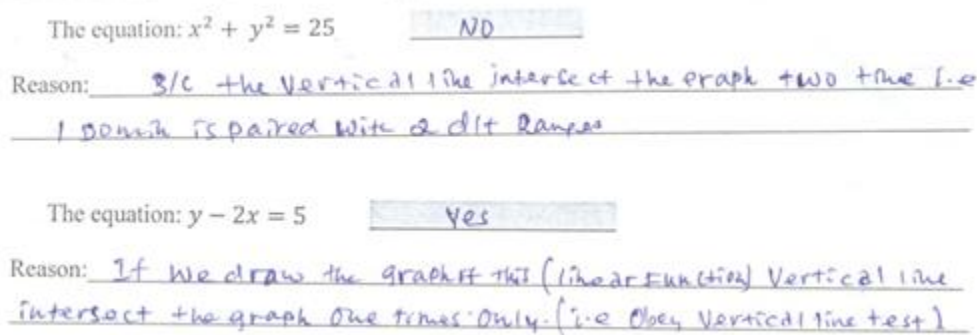 The equation: x² + y² = 25 NO
Reason: B/C the vertical line intersect the graph two time i.e
1 Domin is paired with 2 d/t Ranges
The equation: y − 2x = 5 Yes
Reason: If we draw the graph of this (linear Function) Vertical line
intersect the graph one times only. (i.e Obey Vertical line test)